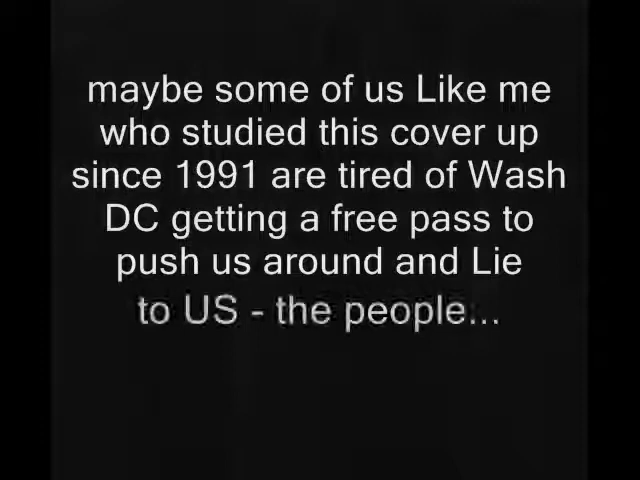 maybe some of us Like me
who studied this cover up
since 1991 are tired of Wash
DC getting a free pass to
push us around and Lie
to US - the people...